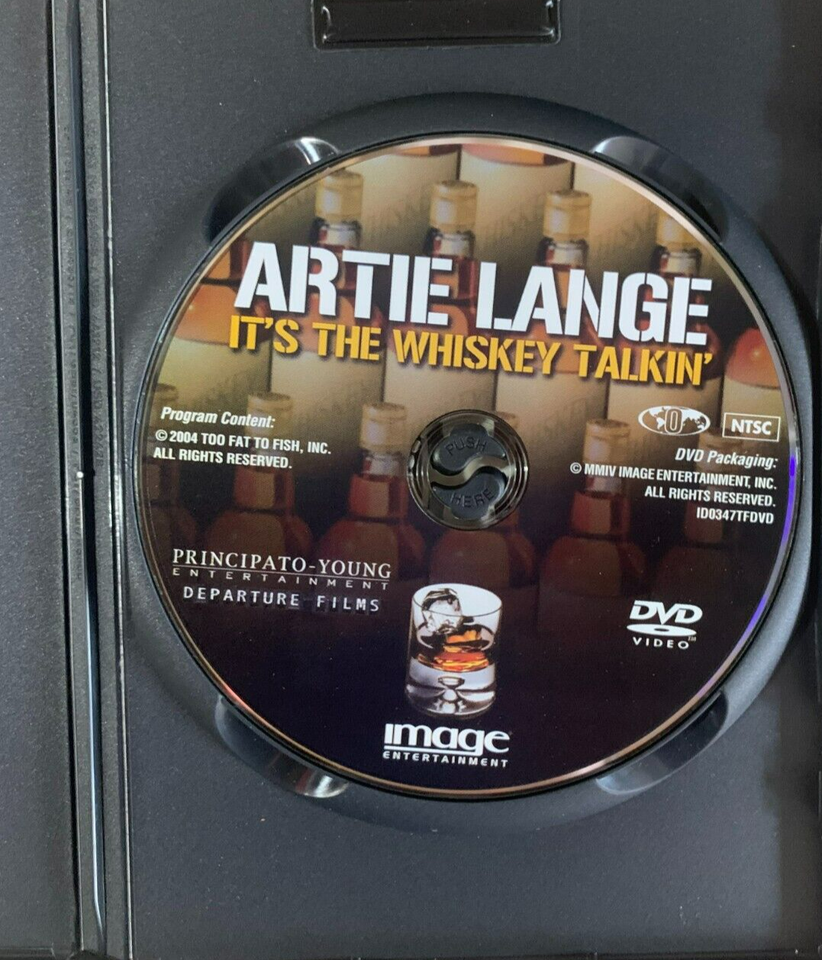 ARTIE LANGE
IT'S THE WHISKEY TALKIN'
0
NTSC
Program Content:
© 2004 TOO FAT TO FISH, INC.
ALL RIGHTS RESERVED.
DVD Packaging:
© MMIV IMAGE ENTERTAINMENT, INC.
ALL RIGHTS RESERVED.
ID0347TFDVD
PUSH
HERE
PRINCIPATO-YOUNG
ENTERTAINMENT
DEPARTURE FILMS
DVD
VIDEO™
image
ENTERTAINMENT